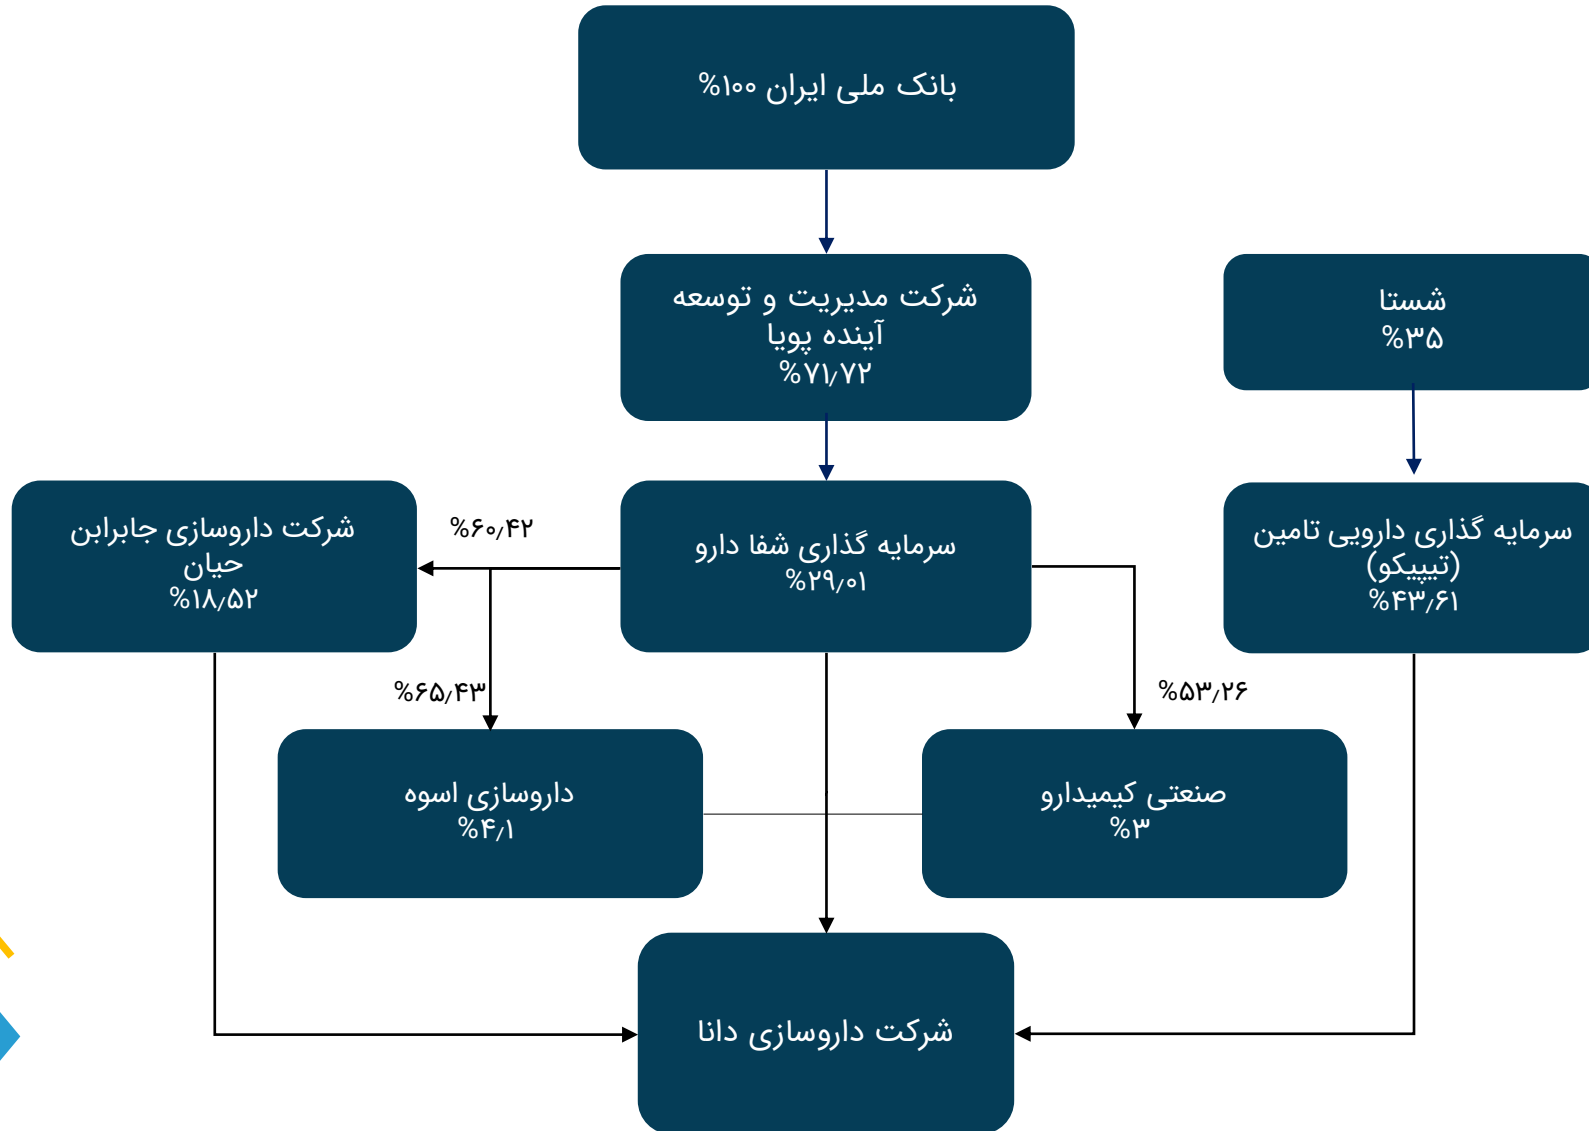 بانک ملی ایران ۱۰۰%
شرکت مدیریت و توسعه
آینده پویا
%۷۱٫۷۲
شستا
%۳۵
سرمایه گذاری دارویی تامین
(تیپیکو)
%۴۳٫۶۱
سرمایه گذاری شفا دارو
%۲۹٫۰۱
%۶۰٫۴۲
شرکت داروسازی جابرابن
حیان
%۱۸٫۵۲
%۵۳٫۲۶
%۶۵٫۴۳
صنعتی کیمیدارو
%۳
داروسازی اسوه
%۴٫۱
شرکت داروسازی دانا